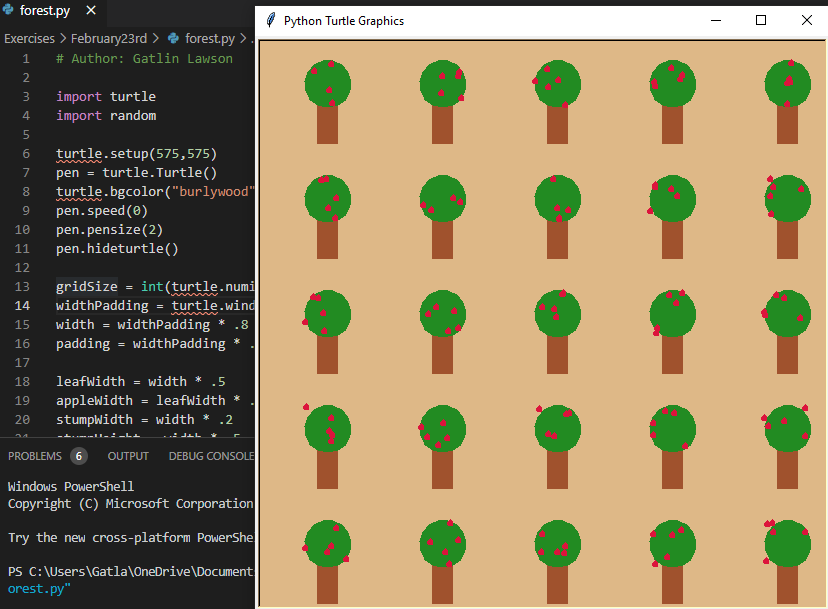 forest.py ×
Python Turtle Graphics
Exercises > February23rd > forest.py >
1 # Author: Gatlin Lawson
2
3 import turtle
4 import random
5
6 turtle.setup(575,575)
7 pen = turtle.Turtle()
8 turtle.bgcolor("burlywood"
9 pen.speed(0)
10 pen.pensize(2)
11 pen.hideturtle()
12
13 gridSize = int(turtle.numi
14 widthPadding = turtle.wind
15 width = widthPadding * .8
16 padding = widthPadding * .
17
18 leafWidth = width * .5
19 appleWidth = leafWidth * .
20 stumpWidth = width * .2
21 stumpHeight = width * .5
PROBLEMS 6 OUTPUT DEBUG CONSOLE
Windows PowerShell
Copyright (C) Microsoft Corporation
Try the new cross-platform PowerShe
PS C:\Users\Gatla\OneDrive\Document
orest.py"